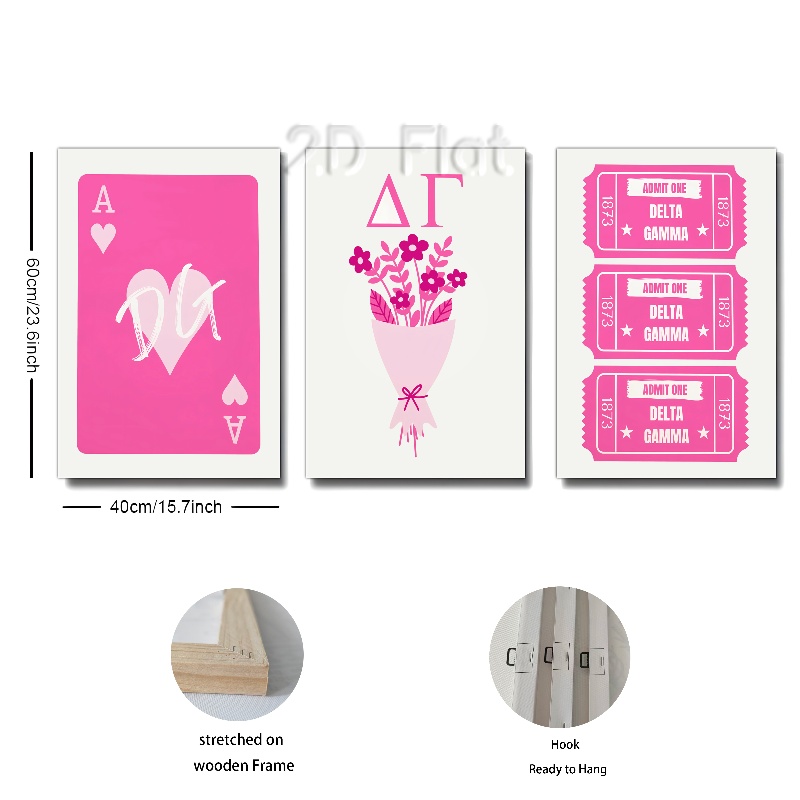 2D Flat
60cm/23.6inch
40cm/15.7inch
A
DG
A
ΔΓ
ADMIT ONE
1873
DELTA
GAMMA
1873
ADMIT ONE
1873
DELTA
GAMMA
1873
ADMIT ONE
1873
DELTA
GAMMA
1873
stretched on
wooden Frame
Hook
Ready to Hang